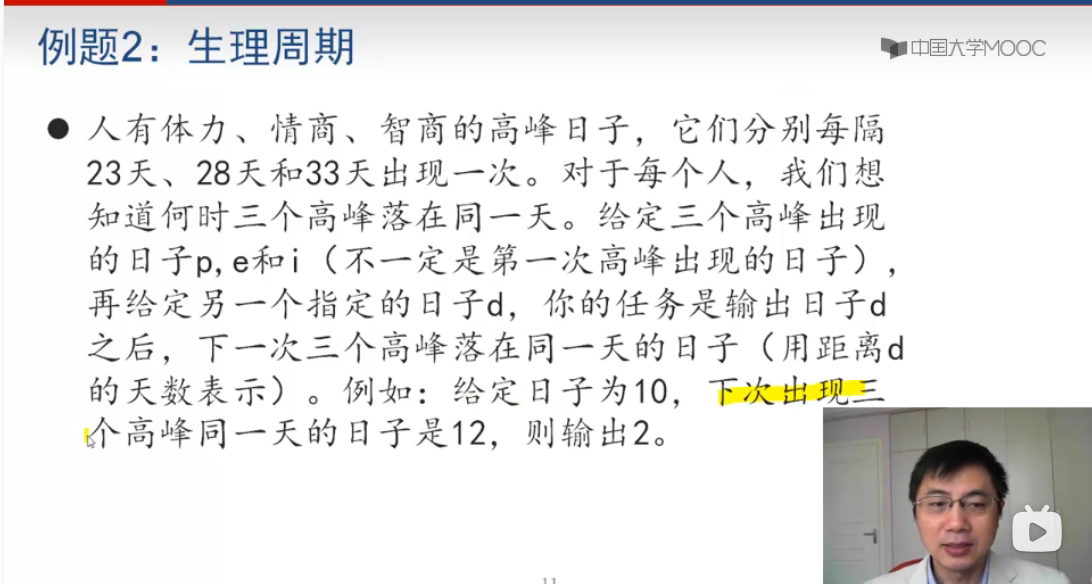 例题2：生理周期
中国大学MOOC
人有体力、情商、智商的高峰日子，它们分别每隔
23天、28天和33天出现一次。对于每个人，我们想
知道何时三个高峰落在同一天。给定三个高峰出现
的日子p,e和i（不一定是第一次高峰出现的日子），
再给定另一个指定的日子d，你的任务是输出日子d
之后，下一次三个高峰落在同一天的日子（用距离d
的天数表示）。例如：给定日子为10，下次出现三
个高峰同一天的日子是12，则输出2。
11